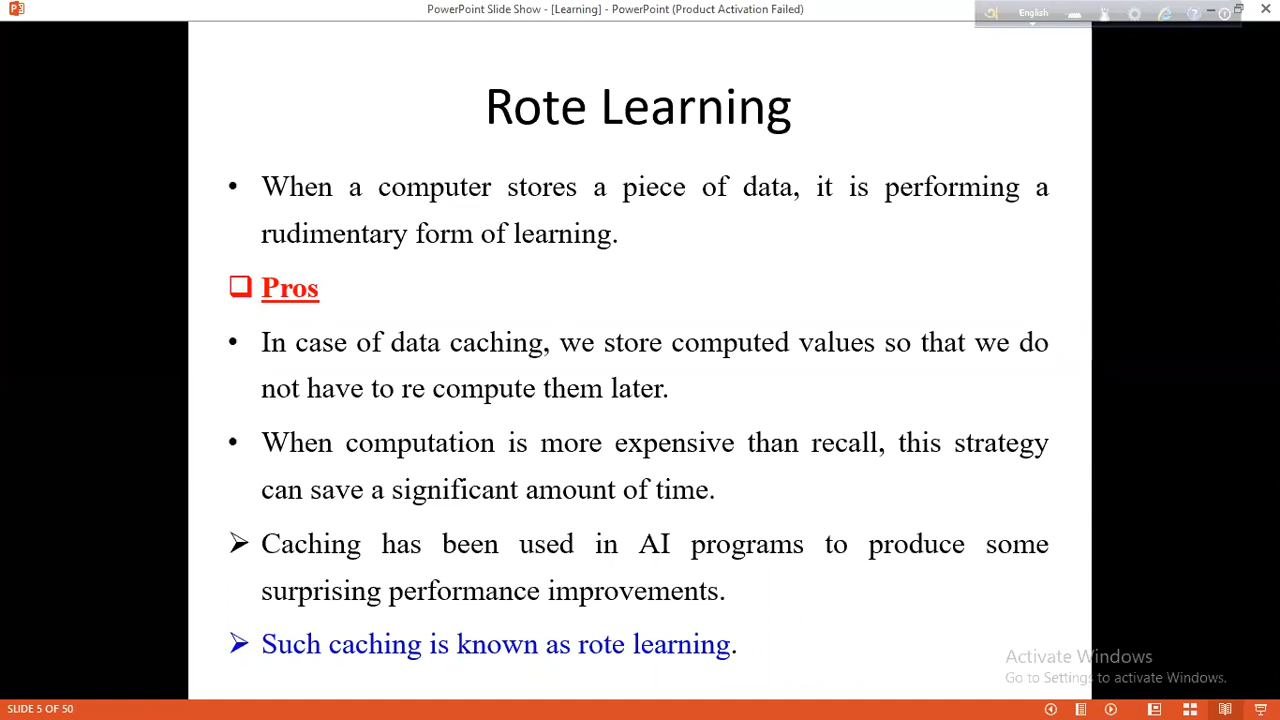 PowerPoint Slide Show - [Learning] - PowerPoint (Product Activation Failed)
English
Rote Learning
• When a computer stores a piece of data, it is performing a
rudimentary form of learning.
❑ Pros
• In case of data caching, we store computed values so that we do
not have to re compute them later.
• When computation is more expensive than recall, this strategy
can save a significant amount of time.
➢ Caching has been used in AI programs to produce some
surprising performance improvements.
➢ Such caching is known as rote learning.
Activate Windows
Go to Settings to activate Windows.
SLIDE 5 OF 50